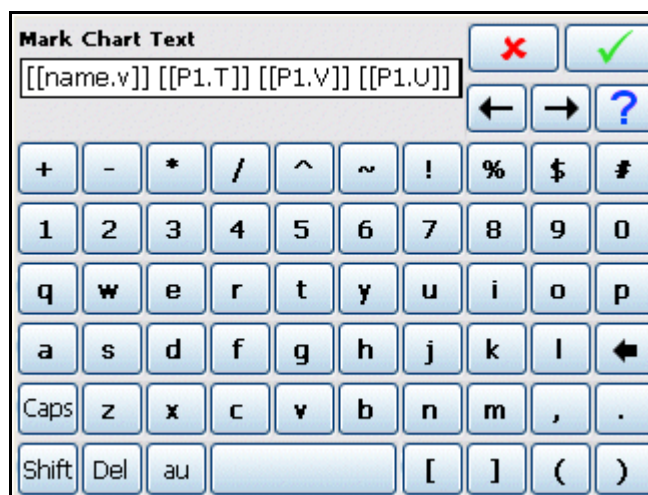 Mark Chart Text
[[name.v]] [[P1.T]] [[P1.V]] [[P1.U]]
?
+ - * / ^ ~ ! % $ #
1 2 3 4 5 6 7 8 9 0
q w e r t y u i o p
a s d f g h j k l
Caps z x c v b n m , .
Shift Del au [ ] ( )